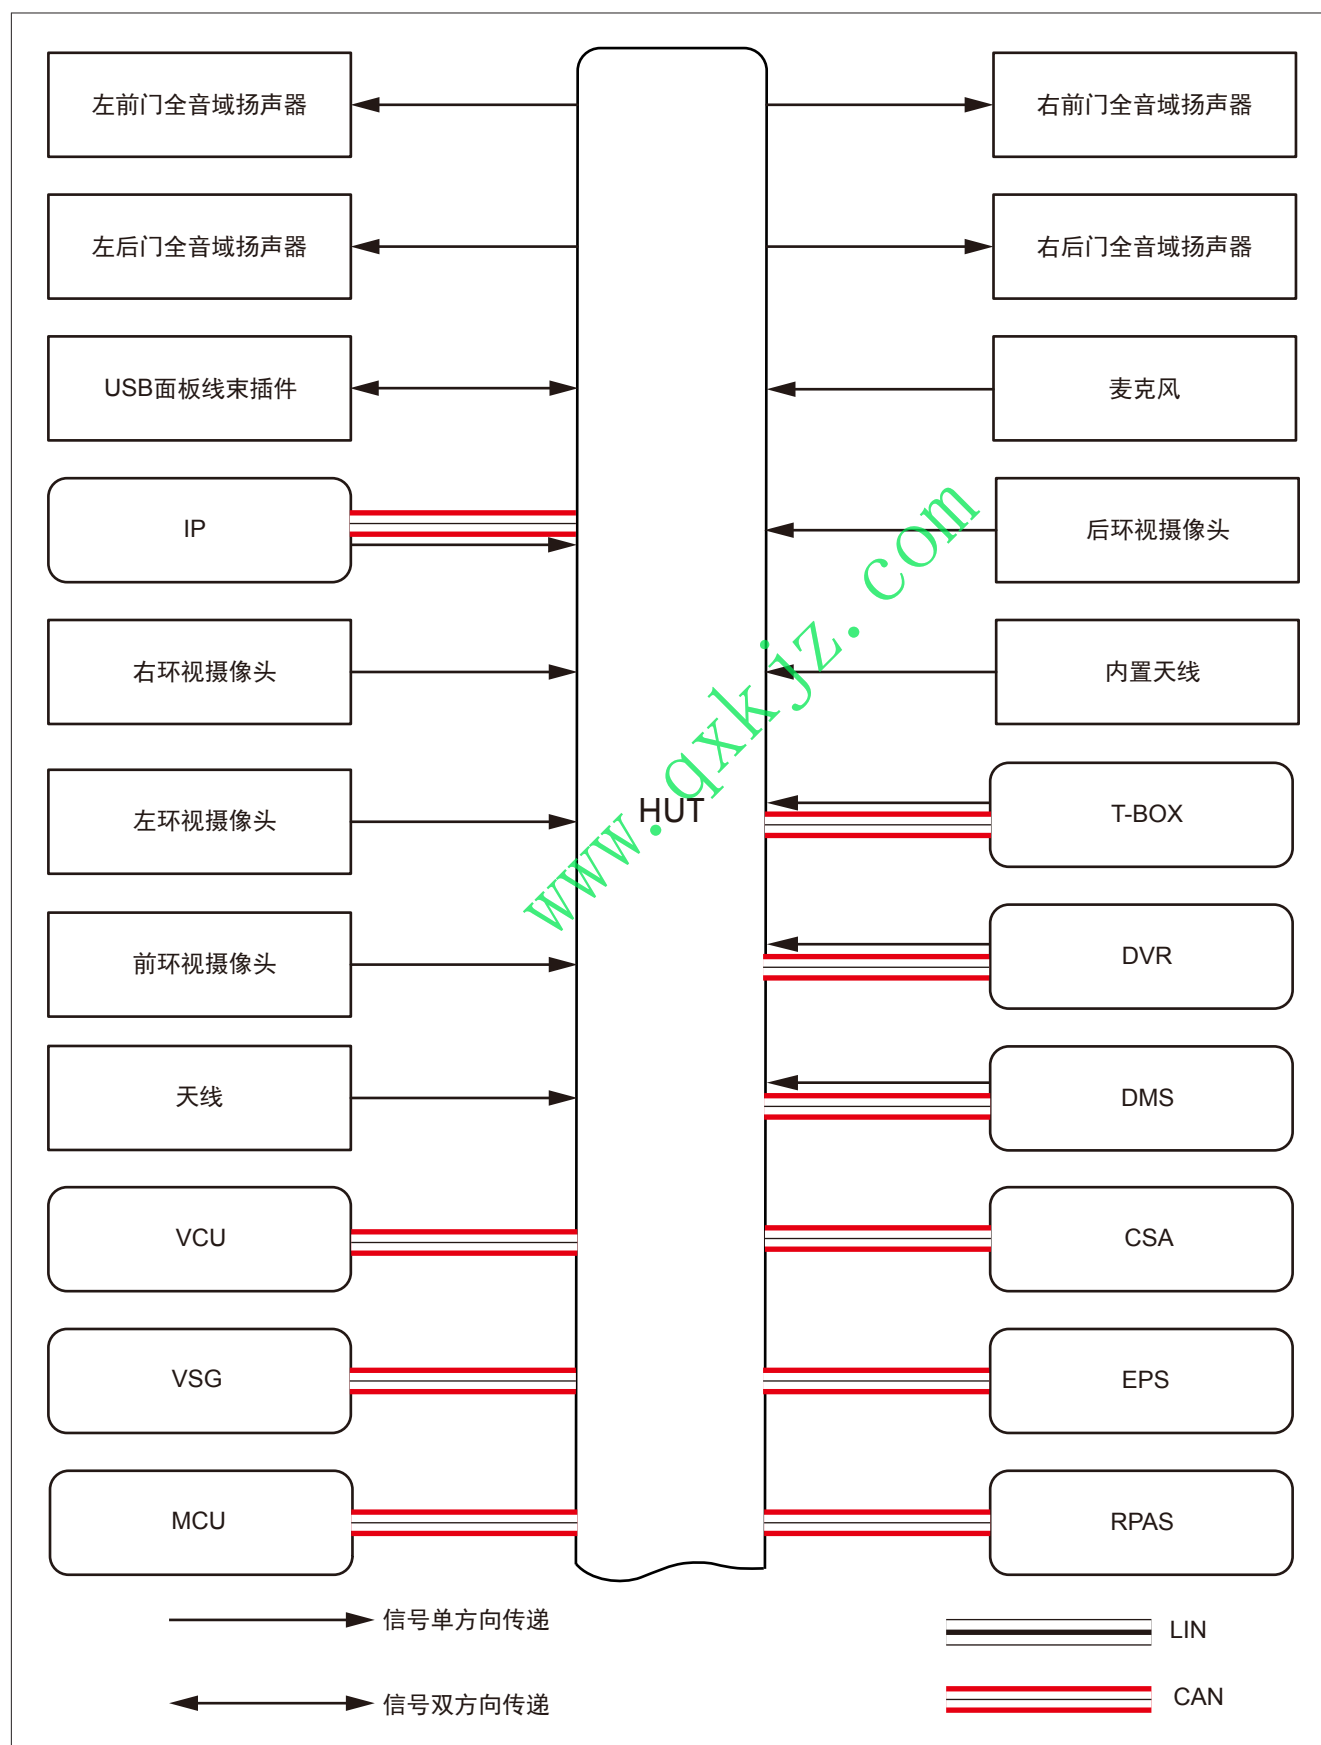 左前门全音域扬声器
右前门全音域扬声器
左后门全音域扬声器
右后门全音域扬声器
USB面板线束插件
麦克风
IP
后环视摄像头
右环视摄像头
内置天线
左环视摄像头
HUT
T-BOX
www.qxkjz.com
前环视摄像头
DVR
天线
DMS
VCU
CSA
VSG
EPS
MCU
RPAS
信号单方向传递
LIN
信号双方向传递
CAN